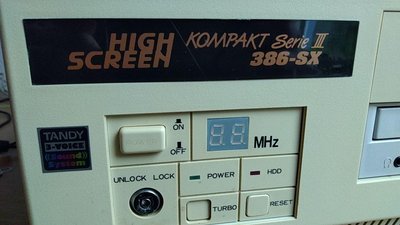 HIGH SCREEN KOMPAKT Serie III
386-SX
TANDY
3-VOICE
Sound
System
ON
OFF
MHz
UNLOCK LOCK
POWER
HDD
TURBO
RESET